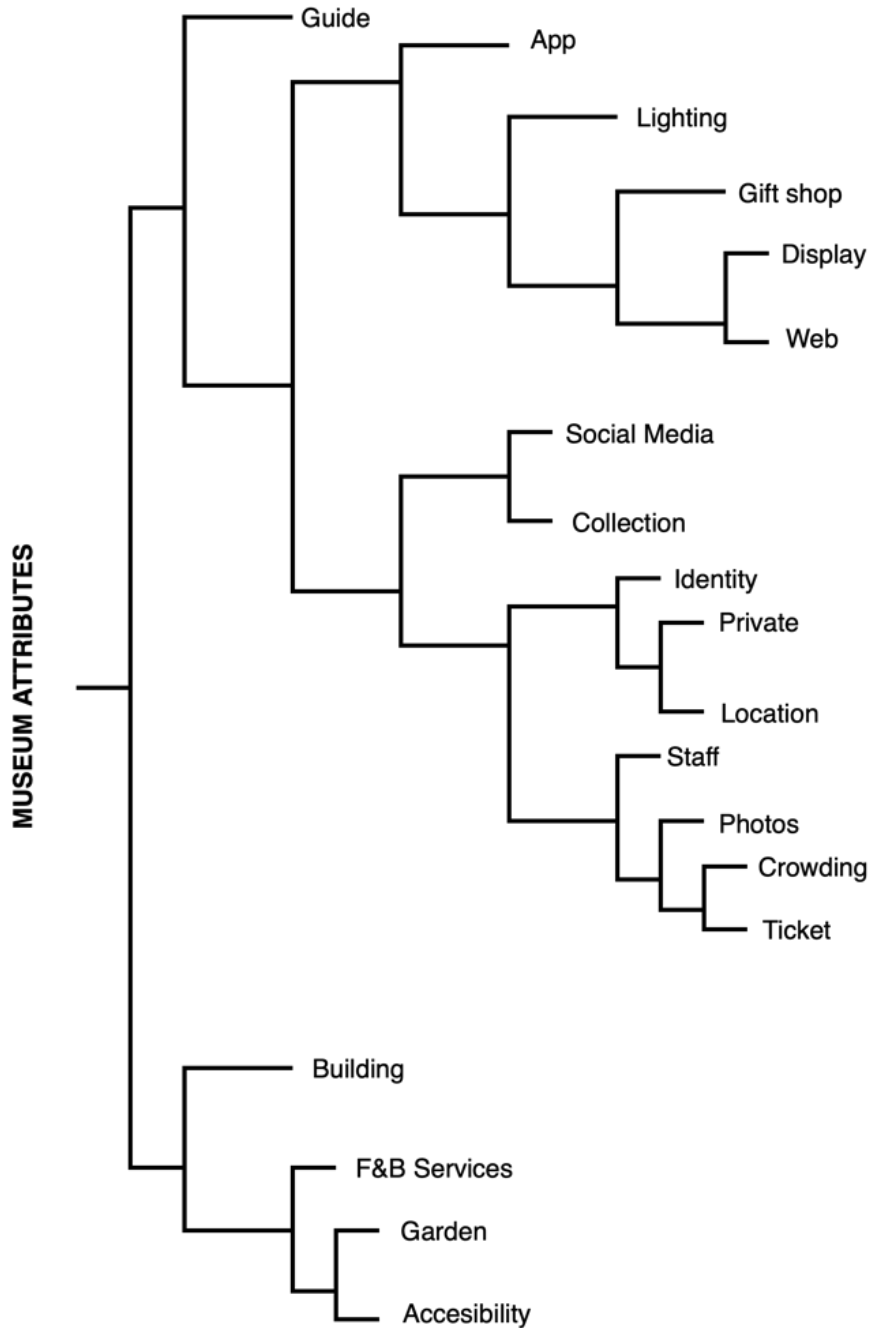 Guide
App
Lighting
Gift shop
Display
Web
Social Media
Collection
Identity
Private
Location
MUSEUM ATTRIBUTES
Staff
Photos
Crowding
Ticket
Building
F&B Services
Garden
Accesibility